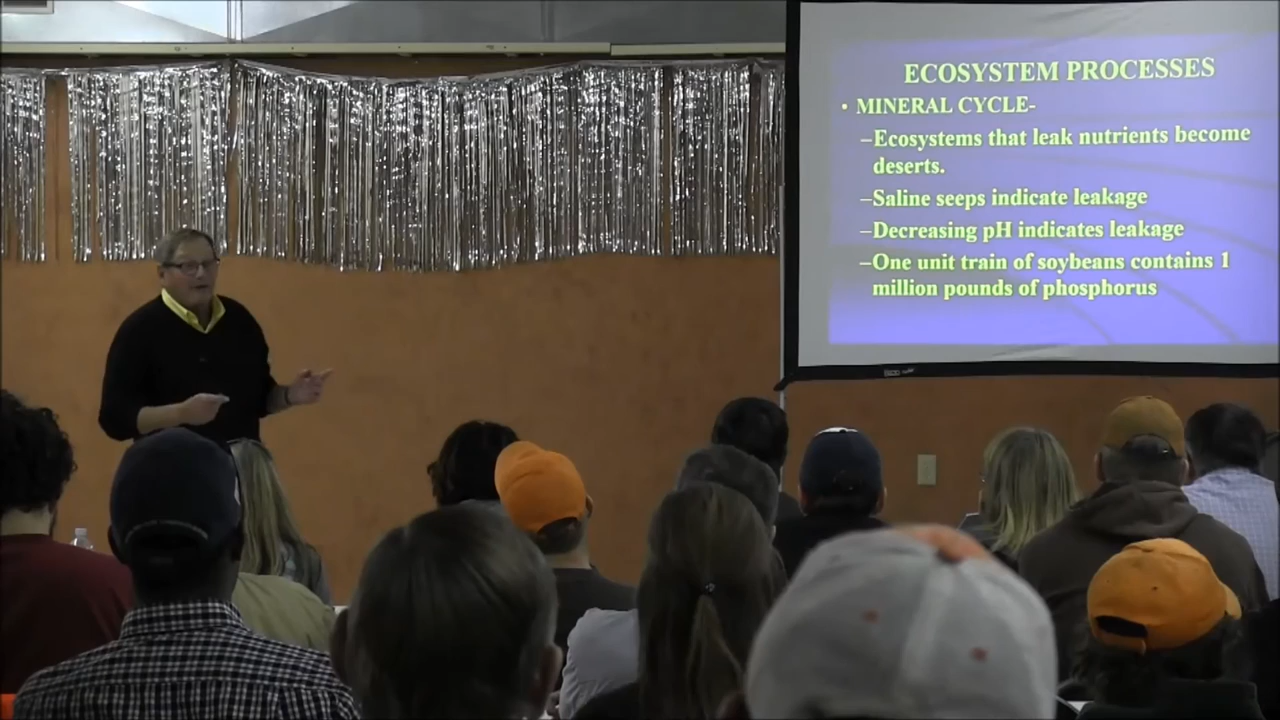 ECOSYSTEM PROCESSES
• MINERAL CYCLE-
–Ecosystems that leak nutrients become
deserts.
–Saline seeps indicate leakage
–Decreasing pH indicates leakage
–One unit train of soybeans contains 1
million pounds of phosphorus